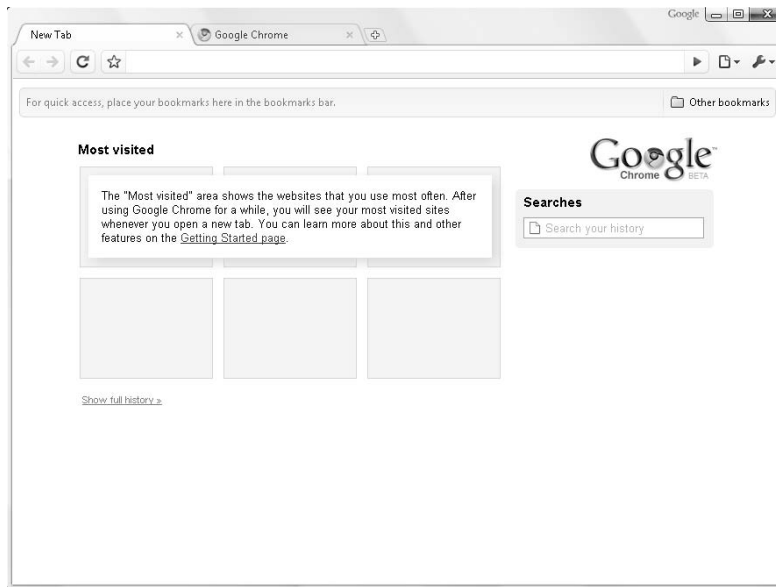 Google
New Tab
Google Chrome
For quick access, place your bookmarks here in the bookmarks bar.
Other bookmarks
Most visited
Google™
Chrome BETA
The "Most visited" area shows the websites that you use most often. After
using Google Chrome for a while, you will see your most visited sites
whenever you open a new tab. You can learn more about this and other
features on the Getting Started page.
Searches
Search your history
Show full history »